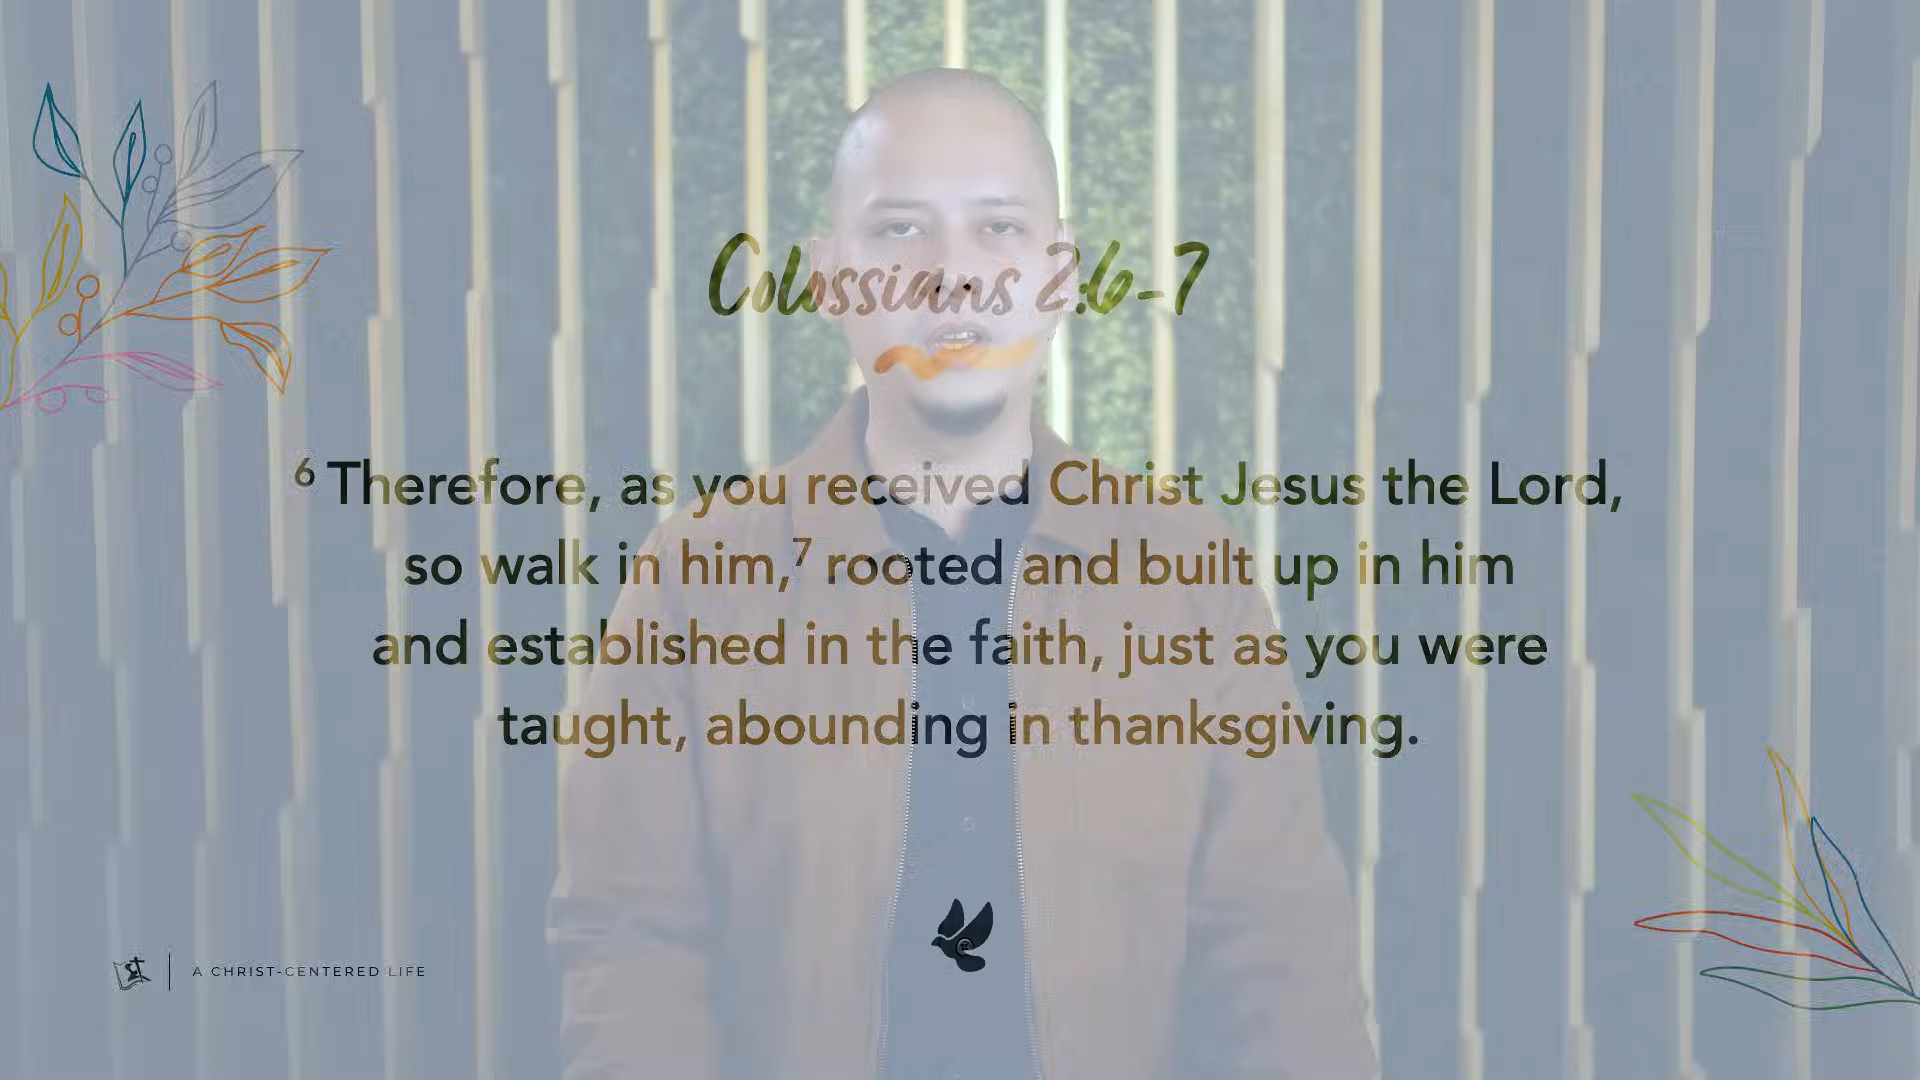 Colossians 2:6-7
6 Therefore, as you received Christ Jesus the Lord,
so walk in him,7 rooted and built up in him
and established in the faith, just as you were
taught, abounding in thanksgiving.
A CHRIST-CENTERED LIFE